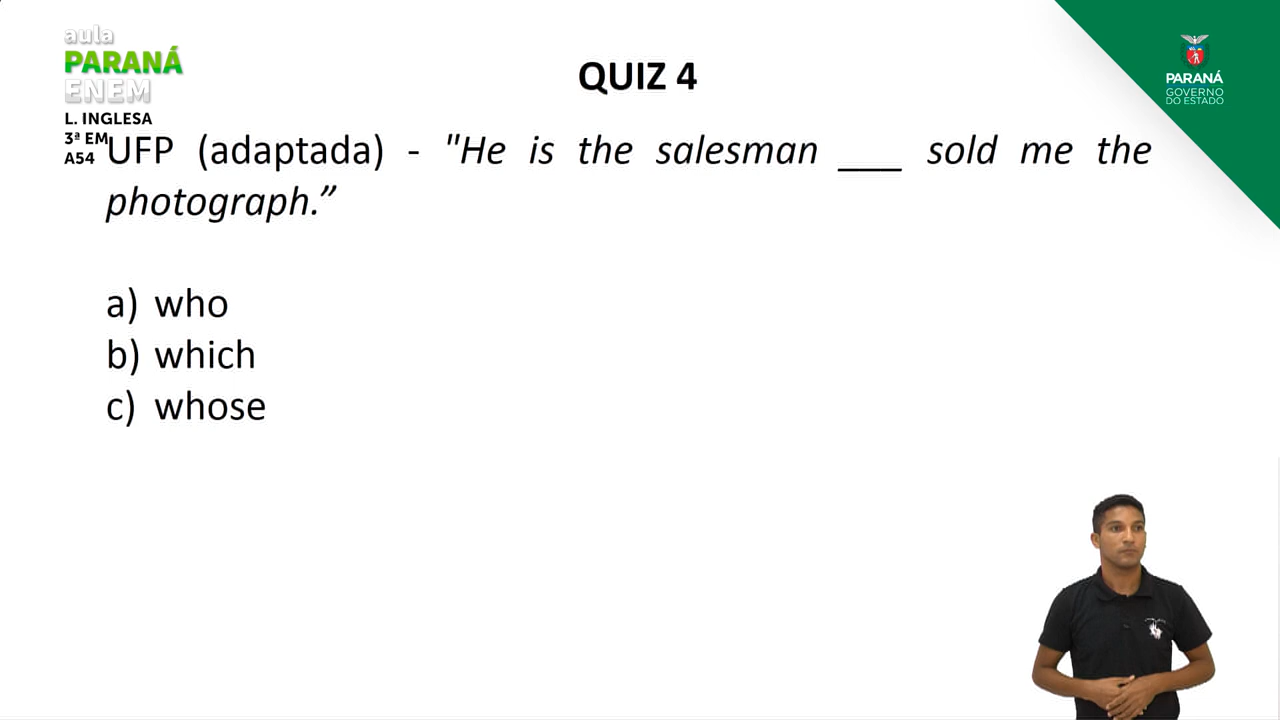 aula
PARANÁ
ENEM
L. INGLESA
3ª EM
A54
PARANÁ
GOVERNO
DO ESTADO
QUIZ 4
UFP (adaptada) - "He is the salesman ___ sold me the
photograph.”
a) who
b) which
c) whose